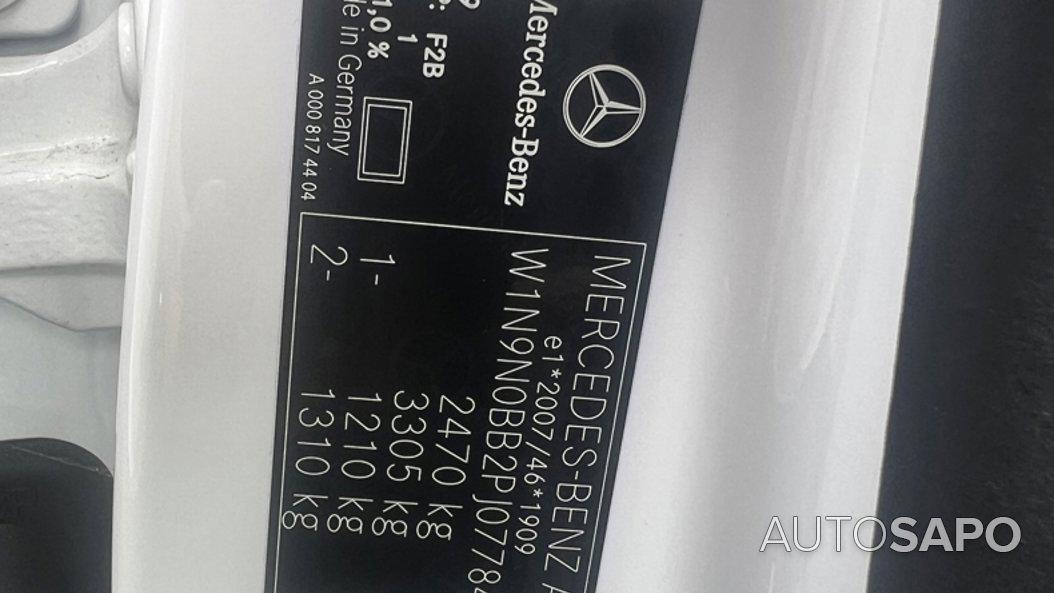 Mercedes-Benz
F2B
1
1,0 %
in Germany
A 000 817 44 04
MERCEDES-BENZ A
e1*2007/46*1909
W1N9N0BB2PJ0778
2470 kg
3305 kg
1- 1210 kg
2- 1310 kg
AUTOSAPO